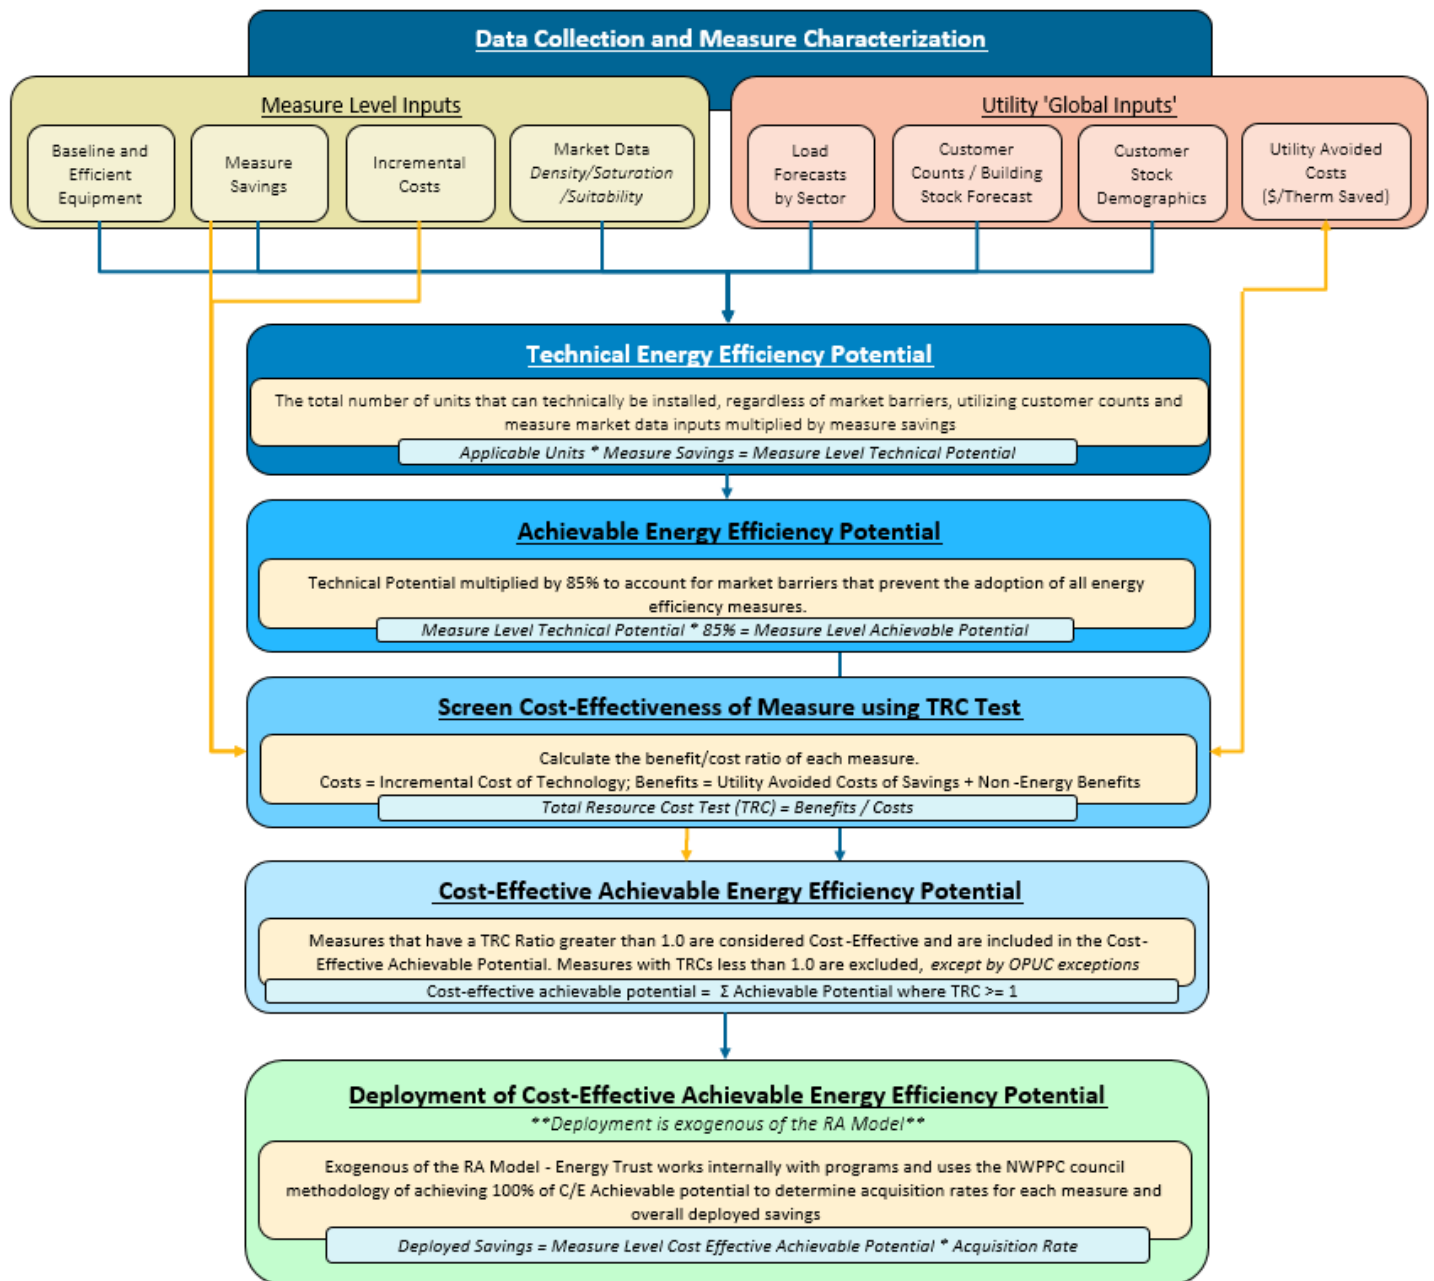 Data Collection and Measure Characterization
Measure Level Inputs
Baseline and
Efficient
Equipment
Measure
Savings
Incremental
Costs
Market Data
Density/Saturation
/Suitability
Utility 'Global Inputs'
Load
Forecasts
by Sector
Customer
Counts / Building
Stock Forecast
Customer
Stock
Demographics
Utility Avoided
Costs
($/Therm Saved)
Technical Energy Efficiency Potential
The total number of units that can technically be installed, regardless of market barriers, utilizing customer counts and
measure market data inputs multiplied by measure savings
Applicable Units * Measure Savings = Measure Level Technical Potential
Achievable Energy Efficiency Potential
Technical Potential multiplied by 85% to account for market barriers that prevent the adoption of all energy
efficiency measures.
Measure Level Technical Potential * 85% = Measure Level Achievable Potential
Screen Cost-Effectiveness of Measure using TRC Test
Calculate the benefit/cost ratio of each measure.
Costs = Incremental Cost of Technology; Benefits = Utility Avoided Costs of Savings + Non -Energy Benefits
Total Resource Cost Test (TRC) = Benefits / Costs
Cost-Effective Achievable Energy Efficiency Potential
Measures that have a TRC Ratio greater than 1.0 are considered Cost -Effective and are included in the Cost-
Effective Achievable Potential. Measures with TRCs less than 1.0 are excluded, except by OPUC exceptions
Cost-effective achievable potential = Σ Achievable Potential where TRC >= 1
Deployment of Cost-Effective Achievable Energy Efficiency Potential
**Deployment is exogenous of the RA Model**
Exogenous of the RA Model - Energy Trust works internally with programs and uses the NWPPC council
methodology of achieving 100% of C/E Achievable potential to determine acquisition rates for each measure and
overall deployed savings
Deployed Savings = Measure Level Cost Effective Achievable Potential * Acquisition Rate